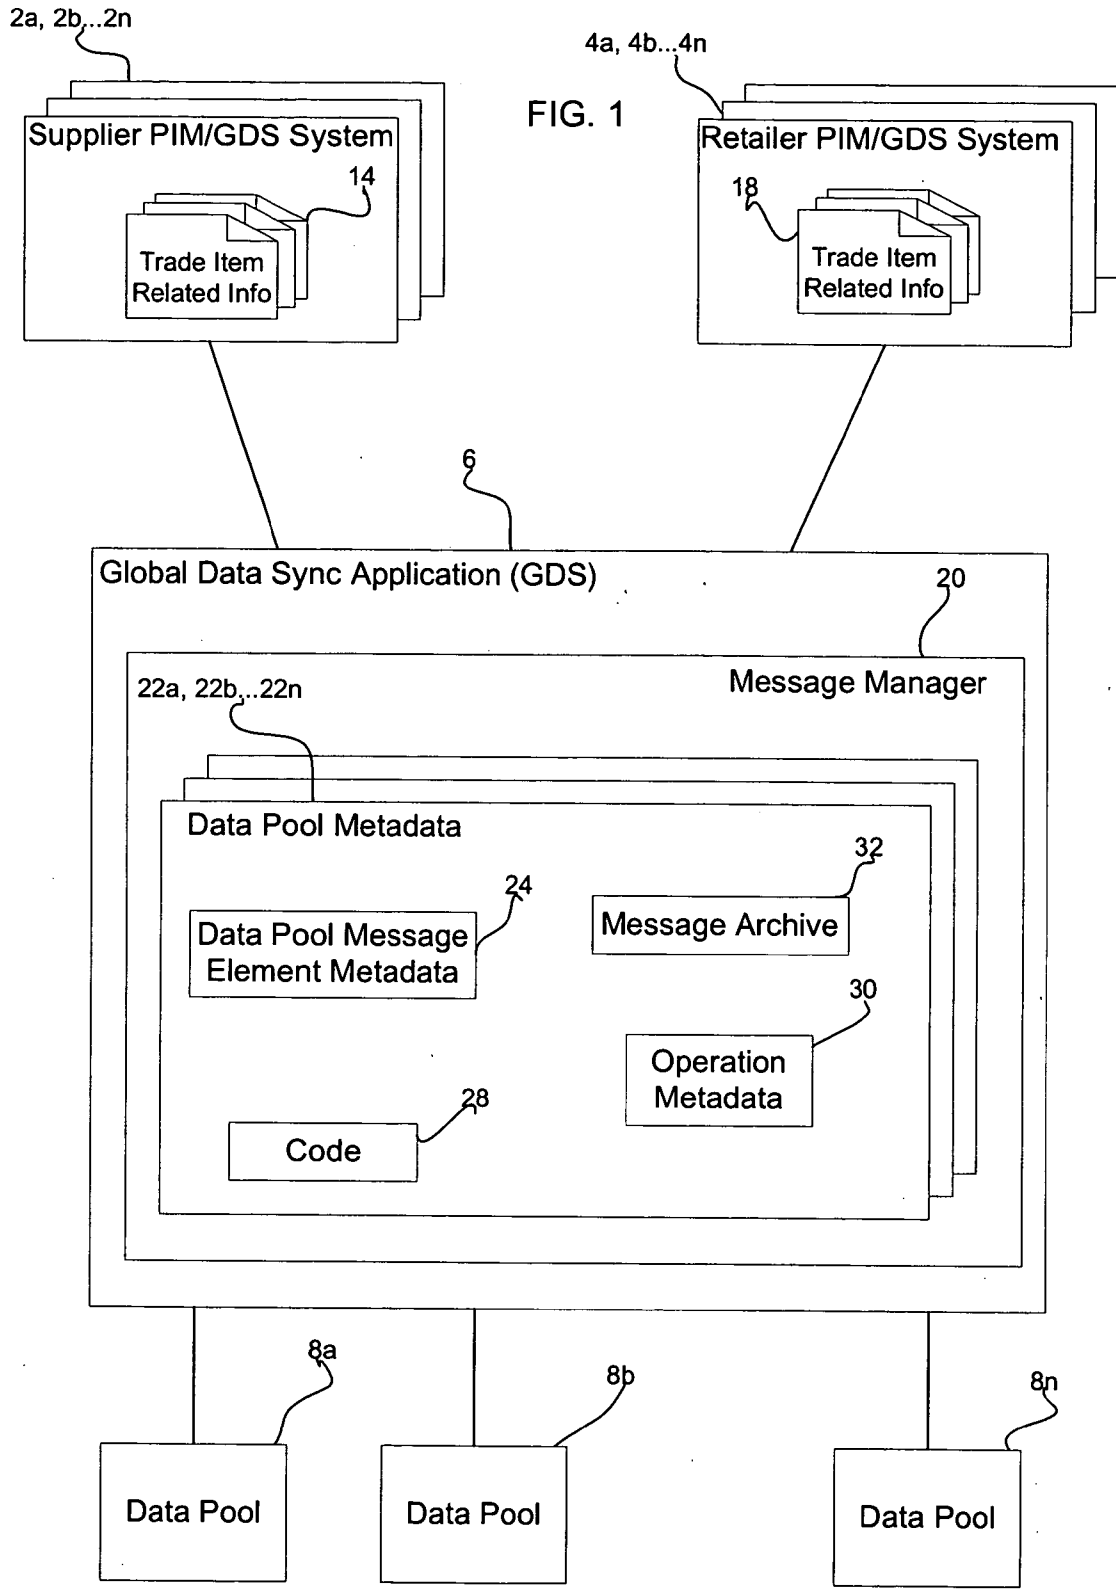 2a, 2b...2n
4a, 4b...4n
FIG. 1
Supplier PIM/GDS System
14
Trade Item
Related Info
Retailer PIM/GDS System
18
Trade Item
Related Info
6
Global Data Sync Application (GDS)
20
Message Manager
22a, 22b...22n
Data Pool Metadata
32
24
Message Archive
Data Pool Message
Element Metadata
30
Operation
Metadata
28
Code
8a
8b
8n
Data Pool
Data Pool
Data Pool